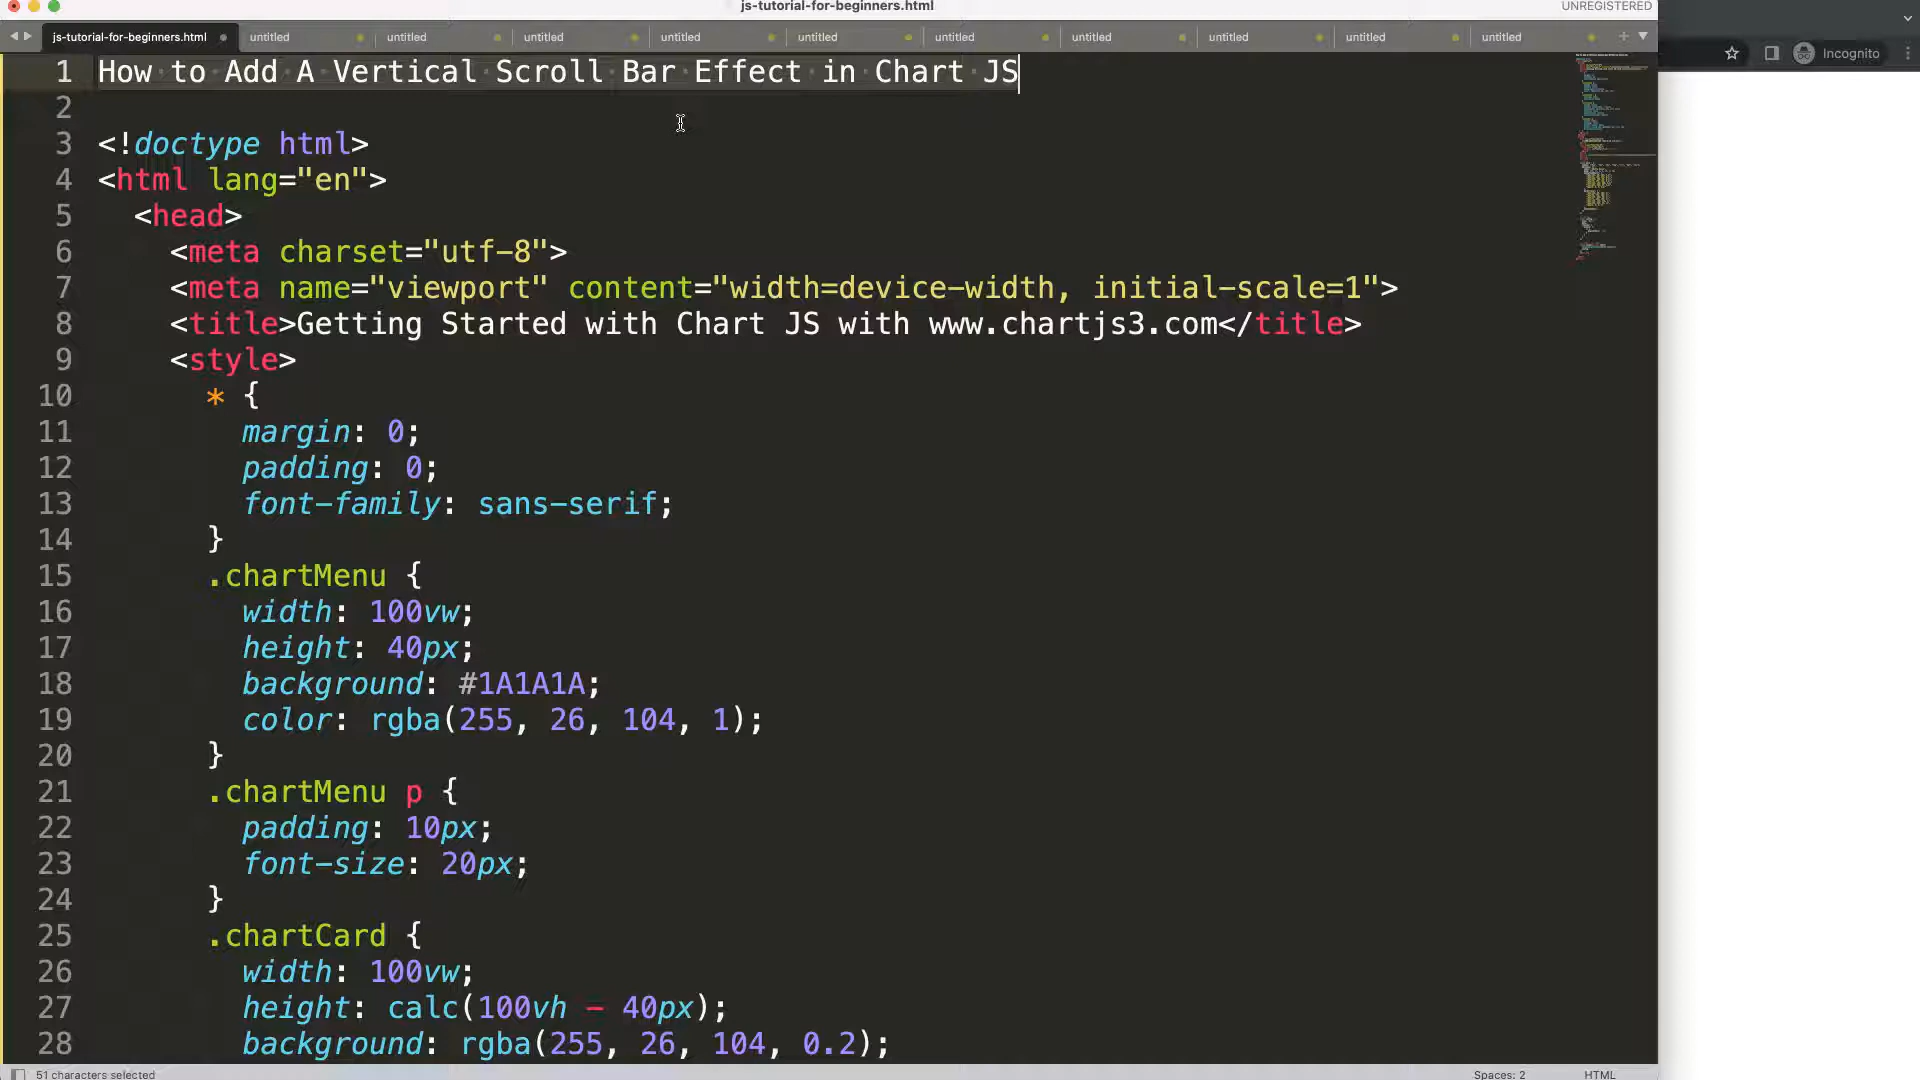 js-tutorial-for-beginners.html
UNREGISTERED
js-tutorial-for-beginners.html untitled untitled untitled untitled untitled untitled untitled untitled untitled untitled
Incognito
1 How to Add A Vertical Scroll Bar Effect in Chart JS
2
3 <!doctype html>
4 <html lang="en">
5 <head>
6 <meta charset="utf-8">
7 <meta name="viewport" content="width=device-width, initial-scale=1">
8 <title>Getting Started with Chart JS with www.chartjs3.com</title>
9 <style>
10 * {
11 margin: 0;
12 padding: 0;
13 font-family: sans-serif;
14 }
15 .chartMenu {
16 width: 100vw;
17 height: 40px;
18 background: #1A1A1A;
19 color: rgba(255, 26, 104, 1);
20 }
21 .chartMenu p {
22 padding: 10px;
23 font-size: 20px;
24 }
25 .chartCard {
26 width: 100vw;
27 height: calc(100vh - 40px);
28 background: rgba(255, 26, 104, 0.2);
51 characters selected
Spaces: 2
HTML